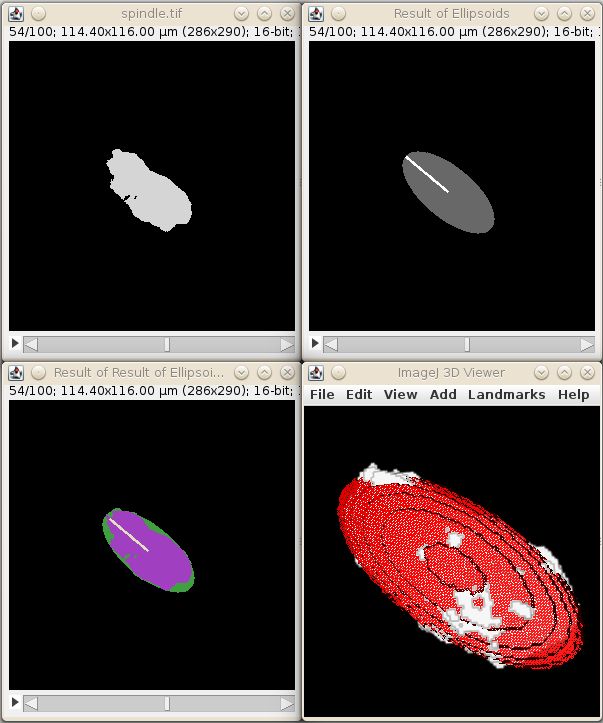 spindle.tif
54/100; 114.40x116.00 µm (286x290); 16-bit;
Result of Ellipsoids
54/100; 114.40x116.00 µm (286x290); 16-bit;
Result of Result of Ellipsoi...
54/100; 114.40x116.00 µm (286x290); 16-bit;
ImageJ 3D Viewer
File Edit View Add Landmarks Help